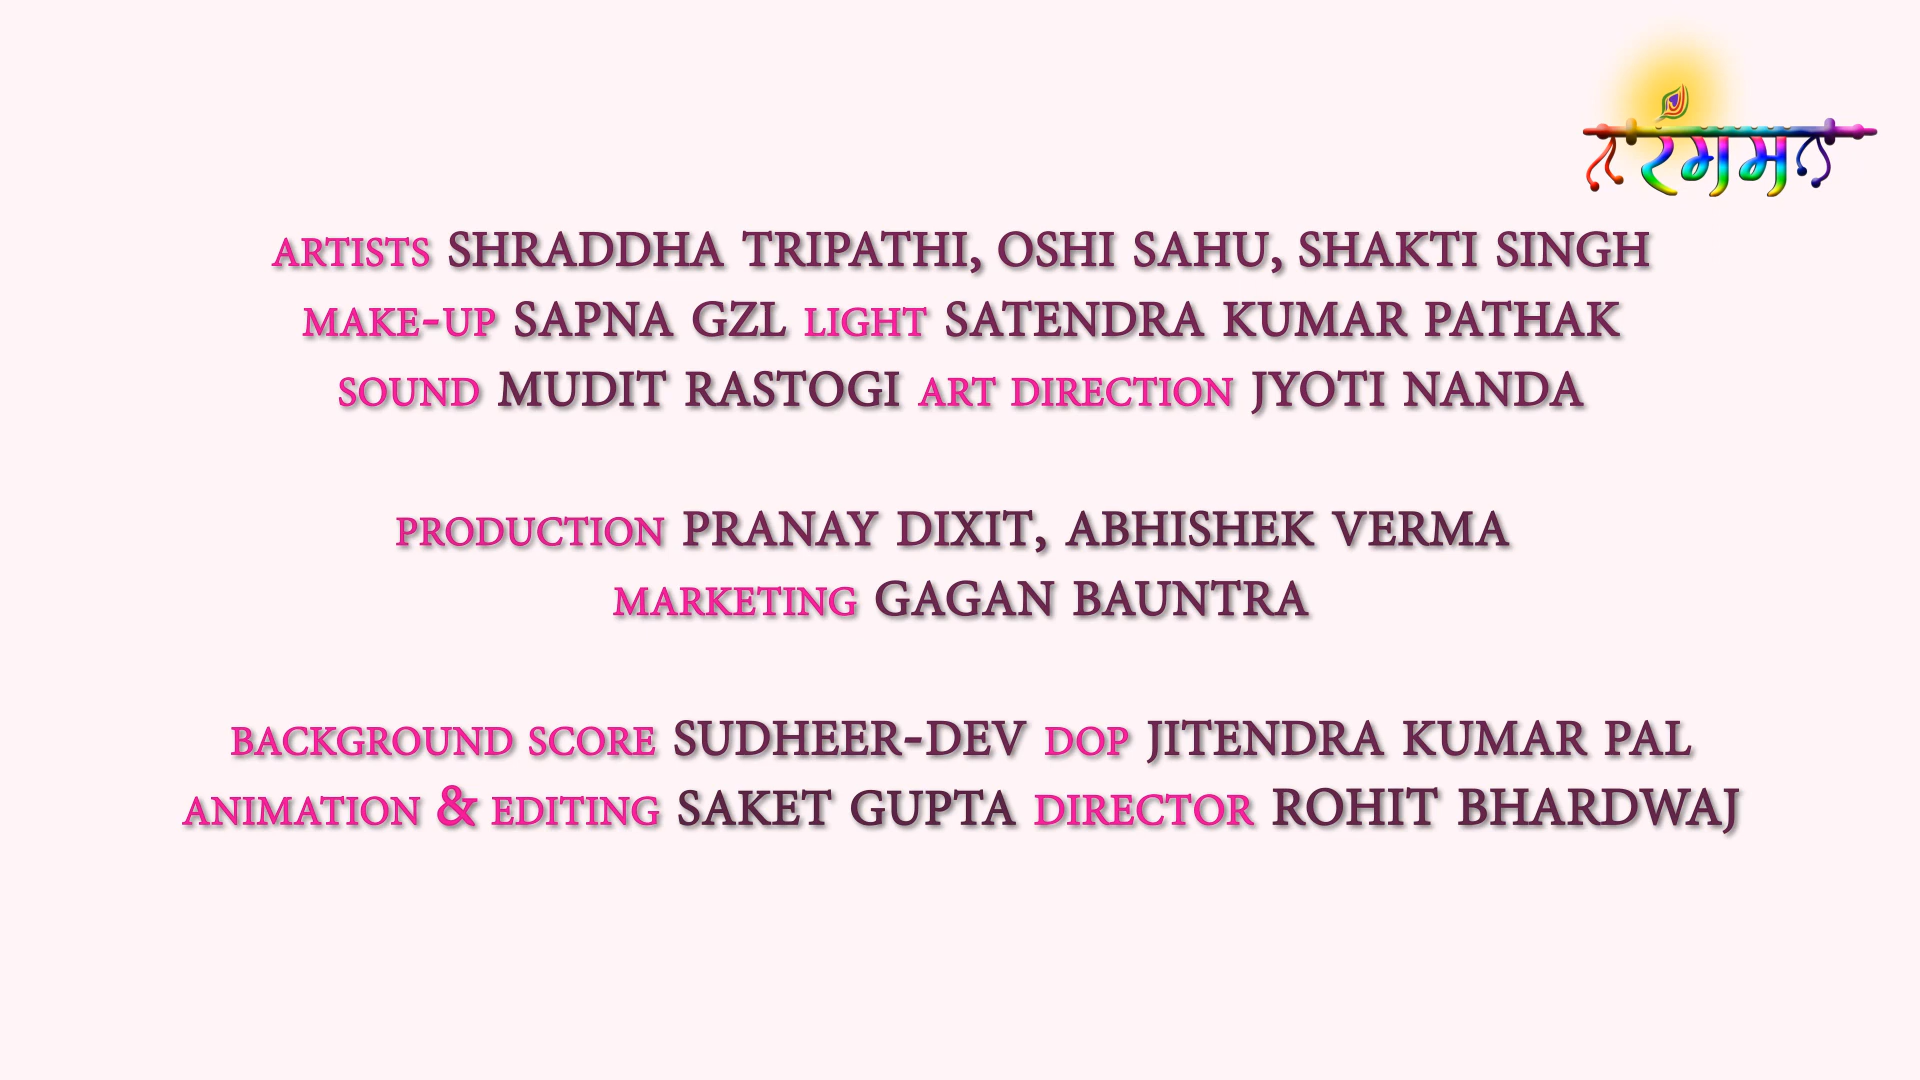 रंगमम
ARTISTS SHRADDHA TRIPATHI, OSHI SAHU, SHAKTI SINGH
MAKE-UP SAPNA GZL LIGHT SATENDRA KUMAR PATHAK
SOUND MUDIT RASTOGI ART DIRECTION JYOTI NANDA
PRODUCTION PRANAY DIXIT, ABHISHEK VERMA
MARKETING GAGAN BAUNTRA
BACKGROUND SCORE SUDHEER-DEV DOP JITENDRA KUMAR PAL
ANIMATION & EDITING SAKET GUPTA DIRECTOR ROHIT BHARDWAJ